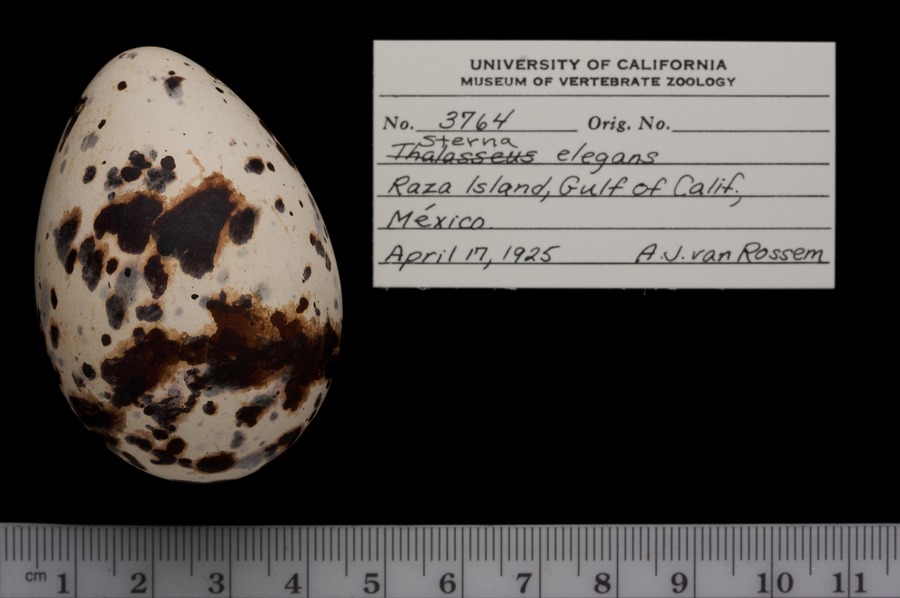 UNIVERSITY OF CALIFORNIA
MUSEUM OF VERTEBRATE ZOOLOGY
No. 3764 Orig. No.
Sterna
Thalasseus elegans
Raza Island, Gulf of Calif.,
México.
April 17, 1925 A.J. van Rossem
cm 1 2 3 4 5 6 7 8 9 10 11